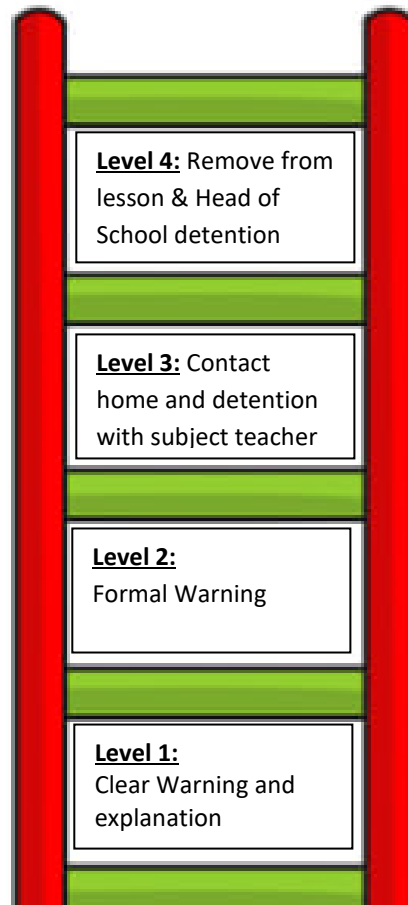 Level 4: Remove from
lesson & Head of
School detention
Level 3: Contact
home and detention
with subject teacher
Level 2:
Formal Warning
Level 1:
Clear Warning and
explanation